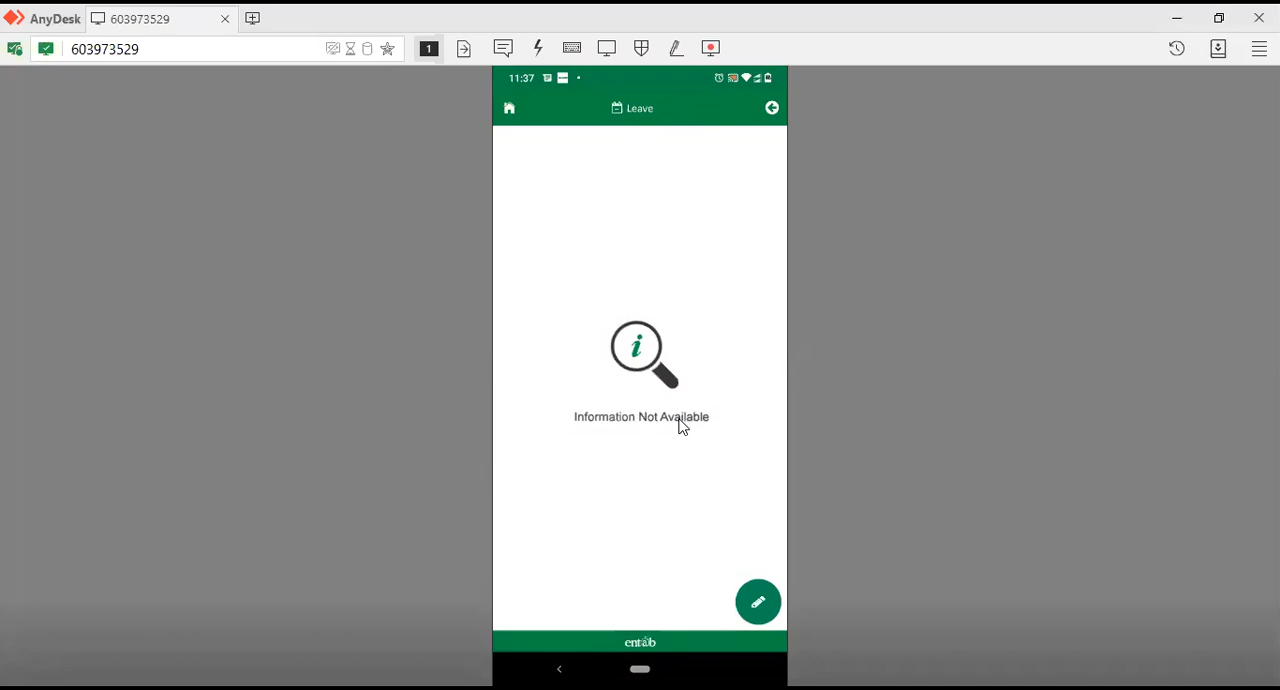 AnyDesk
603973529
603973529
1
11:37
Leave
i
Information Not Available
entab